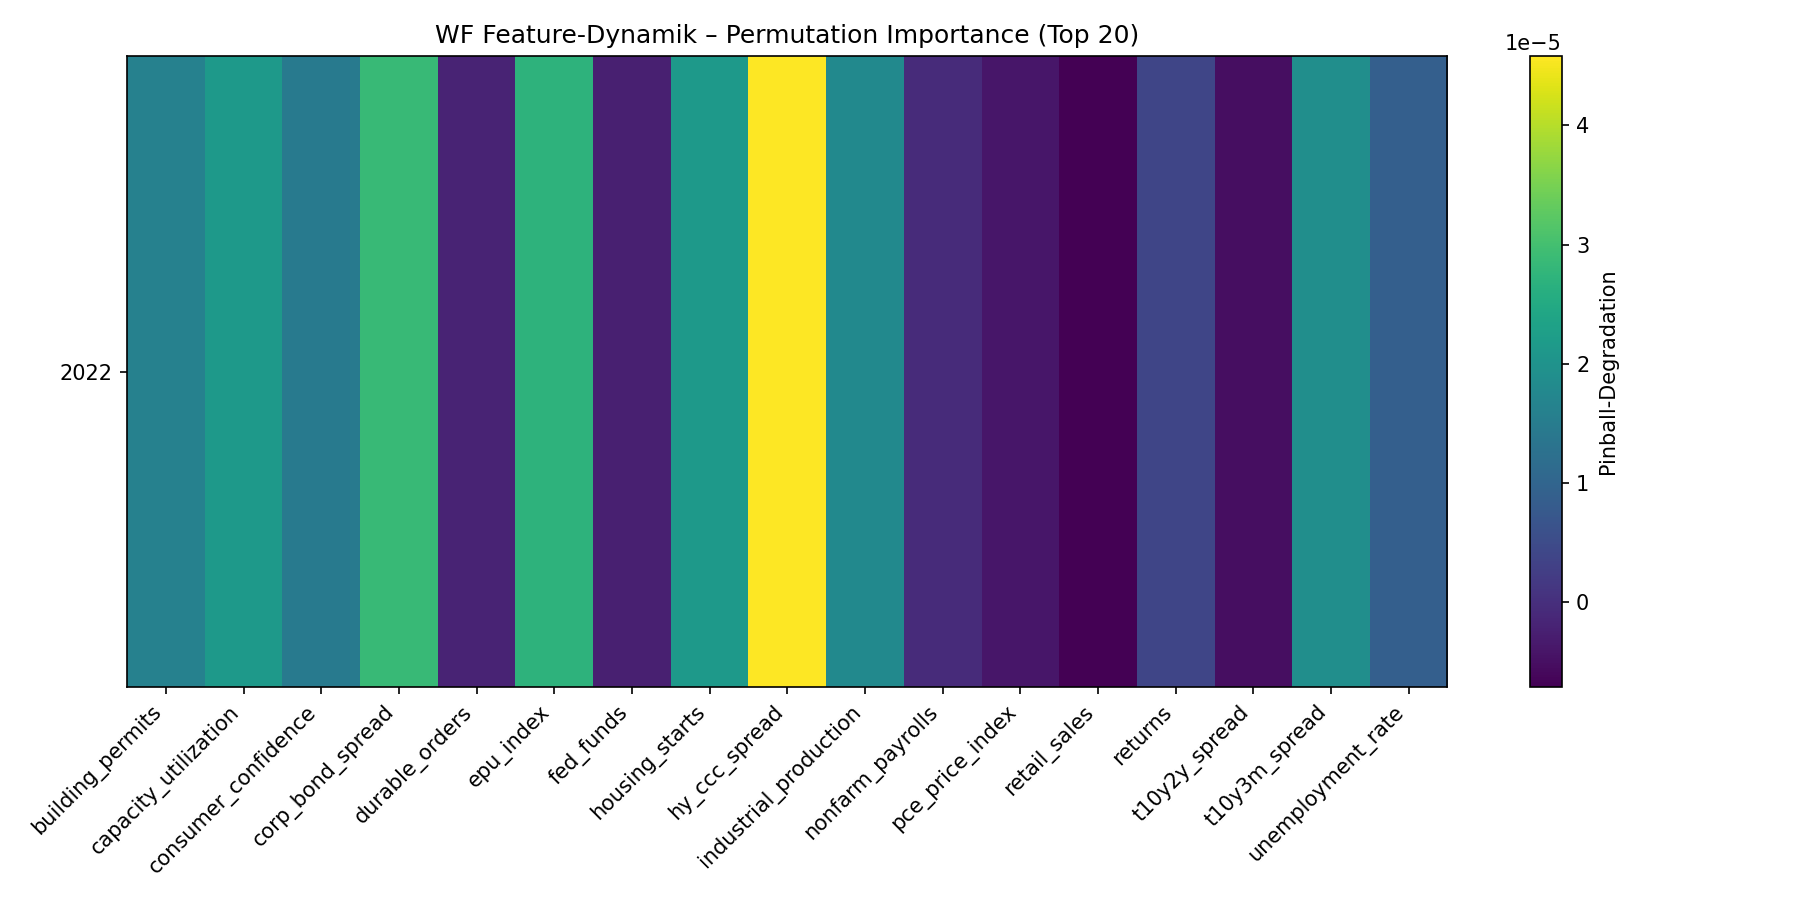 WF Feature-Dynamik – Permutation Importance (Top 20)
1e−5
4
3
2
1
0
Pinball-Degradation
2022
building_permits
capacity_utilization
consumer_confidence
corp_bond_spread
durable_orders
epu_index
fed_funds
housing_starts
hy_ccc_spread
industrial_production
nonfarm_payrolls
pce_price_index
retail_sales
returns
t10y2y_spread
t10y3m_spread
unemployment_rate